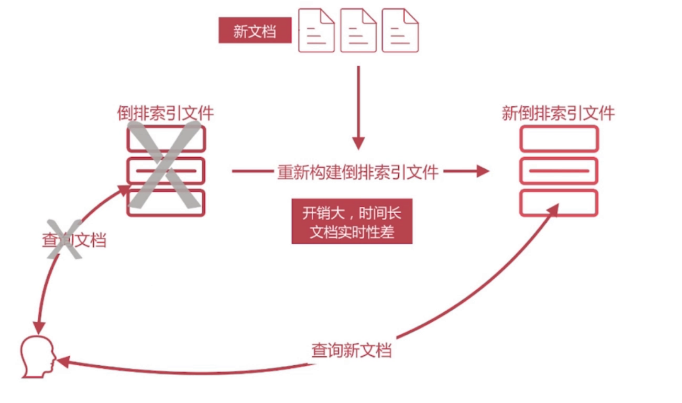 新文档
倒排索引文件
新倒排索引文件
重新构建倒排索引文件
开销大，时间长
文档实时性差
查询文档
查询新文档